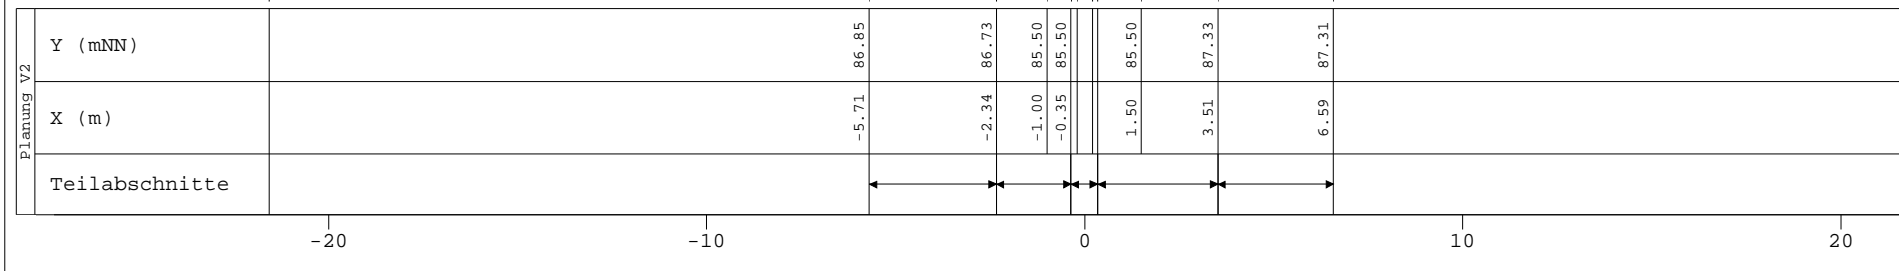 Planung V2
Y (mNN) 86.85 86.73 85.50 85.50 85.50 87.33 87.31
X (m) -5.71 -2.34 -1.00 -0.35 1.50 3.51 6.59
Teilabschnitte
-20 -10 0 10 20